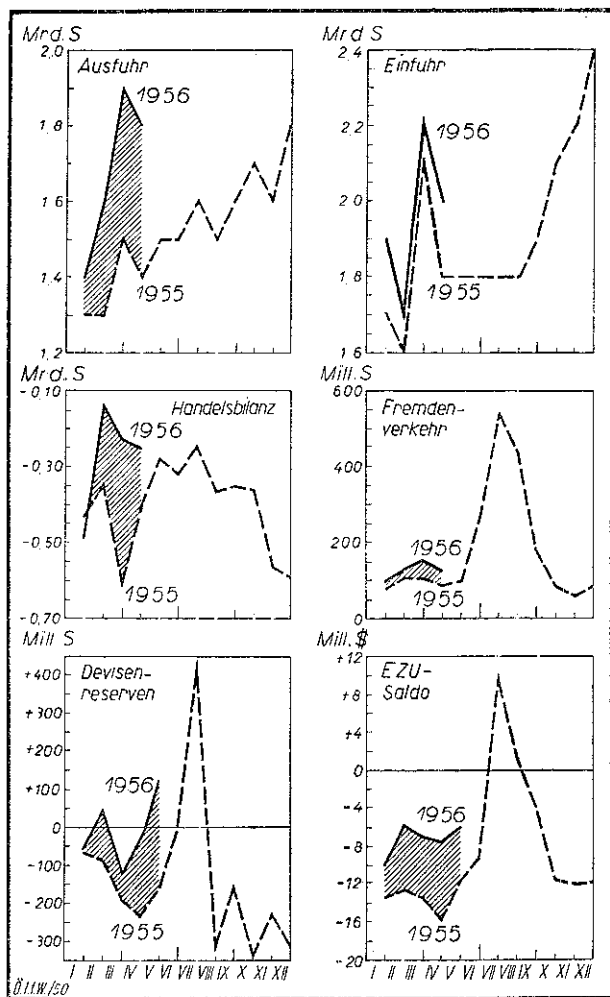 Mrd. S
2,0
1.8
1.6
1.4
1,2
Ausfuhr
1956
1955
Mrd S
2,4
2.2
2.0
1.8
1 6
Einfuhr
1956
1955
Mrd. S
-0,10
-0.30
-0.50
-0,70
Handelsbilanz
1956
1955
Mill. S
600
400
200
0
Fremden-
verkehr
1956
1955
Mill S
+400
+300
+200
+100
0
-100
-200
-300
Devisen-
reserven
1956
1955
I II III IV V VI VII VIII IX X XI XII
Mill. $
+12
+8
+4
0
-4
-8
-12
-16
-20
EZU-
Saldo
1956
1955
I II III IV V VI VII VIII IX X XI XII
Ö.I.f.W./50